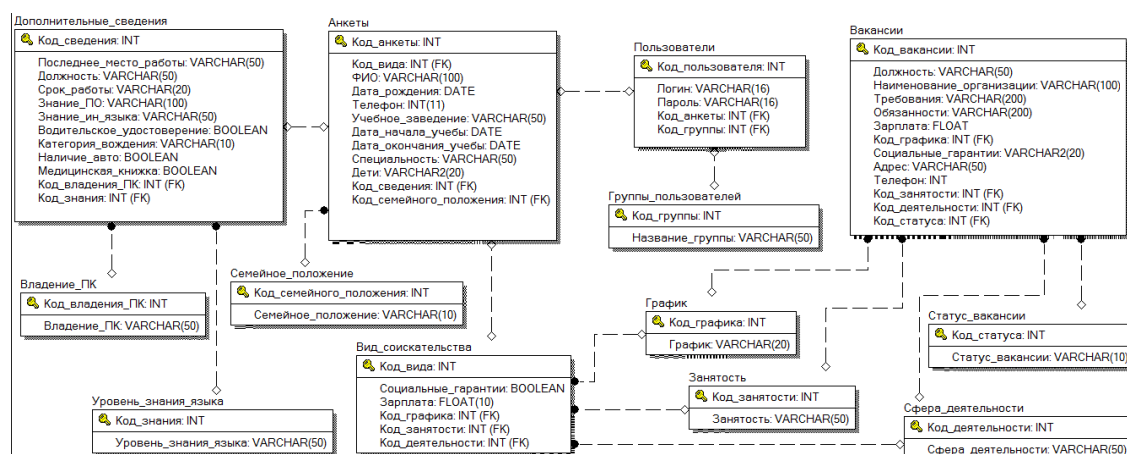 Дополнительные_сведения
Код_сведения: INT
Последнее_место_работы: VARCHAR(50)
Должность: VARCHAR(50)
Срок_работы: VARCHAR(20)
Знание_ПО: VARCHAR(100)
Знание_ин_языка: VARCHAR(50)
Водительское_удостоверение: BOOLEAN
Категория_вождения: VARCHAR(10)
Наличие_авто: BOOLEAN
Медицинская_книжка: BOOLEAN
Код_владения_ПК: INT (FK)
Код_знания: INT (FK)
Анкеты
Код_анкеты: INT
Код_вида: INT (FK)
ФИО: VARCHAR(100)
Дата_рождения: DATE
Телефон: INT(11)
Учебное_заведение: VARCHAR(50)
Дата_начала_учебы: DATE
Дата_окончания_учебы: DATE
Специальность: VARCHAR(50)
Дети: VARCHAR2(20)
Код_сведения: INT (FK)
Код_семейного_положения: INT (FK)
Пользователи
Код_пользователя: INT
Логин: VARCHAR(16)
Пароль: VARCHAR(16)
Код_анкеты: INT (FK)
Код_группы: INT (FK)
Вакансии
Код_вакансии: INT
Должность: VARCHAR(50)
Наименование_организации: VARCHAR(100)
Требования: VARCHAR(200)
Обязанности: VARCHAR(200)
Зарплата: FLOAT
Код_графика: INT (FK)
Социальные_гарантии: VARCHAR2(20)
Адрес: VARCHAR(50)
Телефон: INT
Код_занятости: INT (FK)
Код_деятельности: INT (FK)
Код_статуса: INT (FK)
Группы_пользователей
Код_группы: INT
Название_группы: VARCHAR(50)
Владение_ПК
Код_владения_ПК: INT
Владение_ПК: VARCHAR(50)
Семейное_положение
Код_семейного_положения: INT
Семейное_положение: VARCHAR(10)
График
Код_графика: INT
График: VARCHAR(20)
Статус_вакансии
Код_статуса: INT
Статус_вакансии: VARCHAR(10)
Вид_соискательства
Код_вида: INT
Социальные_гарантии: BOOLEAN
Зарплата: FLOAT(10)
Код_графика: INT (FK)
Код_занятости: INT (FK)
Код_деятельности: INT (FK)
Занятость
Код_занятости: INT
Занятость: VARCHAR(50)
Уровень_знания_языка
Код_знания: INT
Уровень_знания_языка: VARCHAR(50)
Сфера_деятельности
Код_деятельности: INT
Сфера_деятельности: VARCHAR(50)